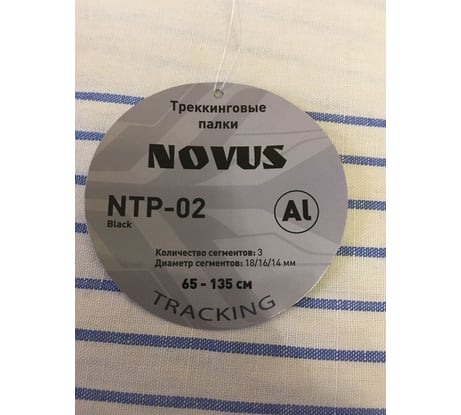 Треккинговые
палки
NOVUS
NTP-02
Black
Al
Количество сегментов: 3
Диаметр сегментов: 18/16/14 мм
65 - 135 см
TRACKING